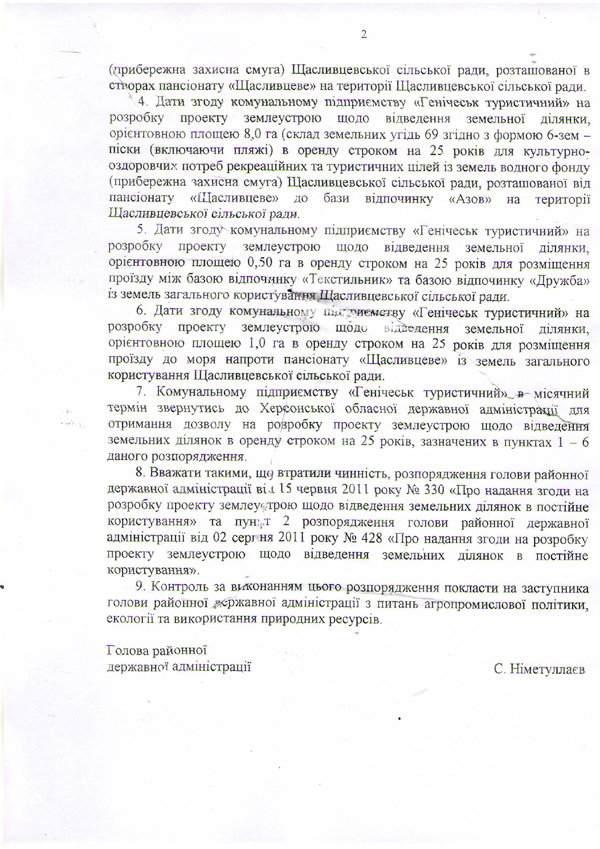 2
(прибережна захисна смуга) Щасливцевської сільської ради, розташованої в
створах пансіонату «Щасливцеве» на території Щасливцевської сільської ради.
4. Дати згоду комунальному підприємству «Генічеськ туристичний» на
розробку проекту землеустрою щодо відведення земельної ділянки,
орієнтовною площею 8,0 га (склад земельних угідь 69 згідно з формою 6-зем –
піски (включаючи пляжі) в оренду строком на 25 років для культурно-
оздоровчих потреб рекреаційних та туристичних цілей із земель водного фонду
(прибережна захисна смуга) Щасливцевської сільської ради, розташованої від
пансіонату «Щасливцеве» до бази відпочинку «Азов» на території
Щасливцевської сільської ради.
5. Дати згоду комунальному підприємству «Генічеськ туристичний» на
розробку проекту землеустрою щодо відведення земельної ділянки,
орієнтовною площею 0,50 га в оренду строком на 25 років для розміщення
проїзду між базою відпочинку «Текстильник» та базою відпочинку «Дружба»
із земель загального користування Щасливцевської сільської ради.
6. Дати згоду комунальному підприємству «Генічеськ туристичний» на
розробку проекту землеустрою щодо відведення земельної ділянки,
орієнтовною площею 1,0 га в оренду строком на 25 років для розміщення
проїзду до моря напроти пансіонату «Щасливцеве» із земель загального
користування Щасливцевської сільської ради.
7. Комунальному підприємству «Генічеськ туристичний» в місячний
термін звернутись до Херсонської обласної державної адміністрації для
отримання дозволу на розробку проекту землеустрою щодо відведення
земельних ділянок в оренду строком на 25 років, зазначених в пунктах 1 – 6
даного розпорядження.
8. Вважати такими, що втратили чинність, розпорядження голови районної
державної адміністрації від 15 червня 2011 року № 330 «Про надання згоди на
розробку проекту землеустрою щодо відведення земельних ділянок в постійне
користування» та пункт 2 розпорядження голови районної державної
адміністрації від 02 серпня 2011 року № 428 «Про надання згоди на розробку
проекту землеустрою щодо відведення земельних ділянок в постійне
користування».
9. Контроль за виконанням цього розпорядження покласти на заступника
голови районної державної адміністрації з питань агропромислової політики,
екології та використання природних ресурсів.
Голова районної
державної адміністрації С. Німетуллаєв